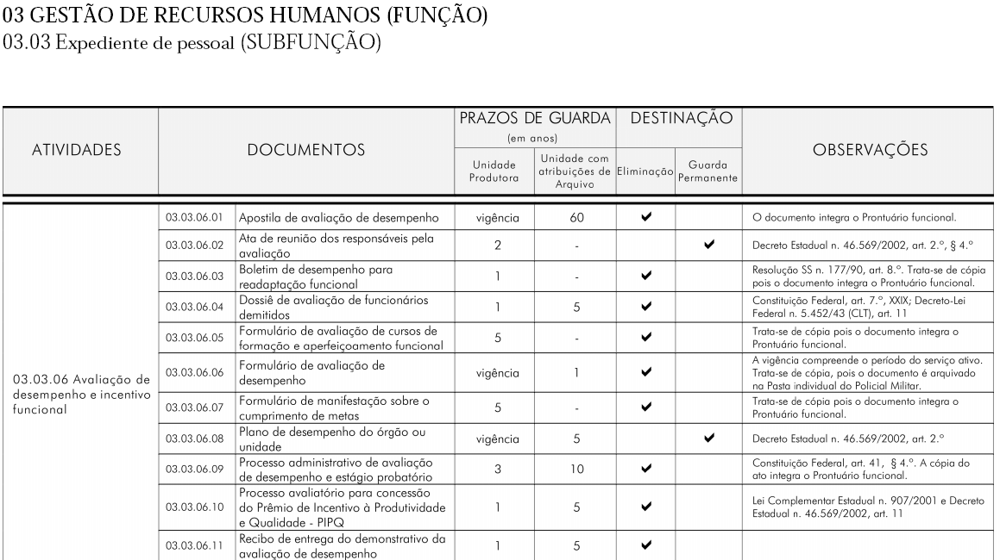 03 GESTÃO DE RECURSOS HUMANOS (FUNÇÃO)
03.03 Expediente de pessoal (SUBFUNÇÃO)
ATIVIDADES
DOCUMENTOS
PRAZOS DE GUARDA
(em anos)
Unidade
Produtora
Unidade com
atribuições de
Arquivo
DESTINAÇÃO
Eliminação
Guarda
Permanente
OBSERVAÇÕES
03.03.06 Avaliação de
desempenho e incentivo
funcional
03.03.06.01 Apostila de avaliação de desempenho vigência 60 ✔ O documento integra o Prontuário funcional.
03.03.06.02 Ata de reunião dos responsáveis pela
avaliação
2 - ✔ Decreto Estadual n. 46.569/2002, art. 2.º, § 4.º
03.03.06.03 Boletim de desempenho para
readaptação funcional
1 - ✔ Resolução SS n. 177/90, art. 8.º. Trata-se de cópia
pois o documento integra o Prontuário funcional.
03.03.06.04 Dossiê de avaliação de funcionários
demitidos
1 5 ✔ Constituição Federal, art. 7.º, XXIX; Decreto-Lei
Federal n. 5.452/43 (CLT), art. 11
03.03.06.05 Formulário de avaliação de cursos de
formação e aperfeiçoamento funcional
5 - ✔ Trata-se de cópia pois o documento integra o
Prontuário funcional.
03.03.06.06 Formulário de avaliação de
desempenho
vigência 1 ✔ A vigência compreende o período do serviço ativo.
Trata-se de cópia, pois o documento é arquivado
na Pasta individual do Policial Militar.
03.03.06.07 Formulário de manifestação sobre o
cumprimento de metas
5 - ✔ Trata-se de cópia pois o documento integra o
Prontuário funcional.
03.03.06.08 Plano de desempenho do órgão ou
unidade
vigência 5 ✔ Decreto Estadual n. 46.569/2002, art. 2.º
03.03.06.09 Processo administrativo de avaliação
de desempenho e estágio probatório
3 10 ✔ Constituição Federal, art. 41, § 4.º. A cópia do
ato integra o Prontuário funcional.
03.03.06.10 Processo avaliatório para concessão
do Prêmio de Incentivo à Produtividade
e Qualidade - PIPQ
1 5 ✔ Lei Complementar Estadual n. 907/2001 e Decreto
Estadual n. 46.569/2002, art. 11
03.03.06.11 Recibo de entrega do demonstrativo da
avaliação de desempenho
1 5 ✔